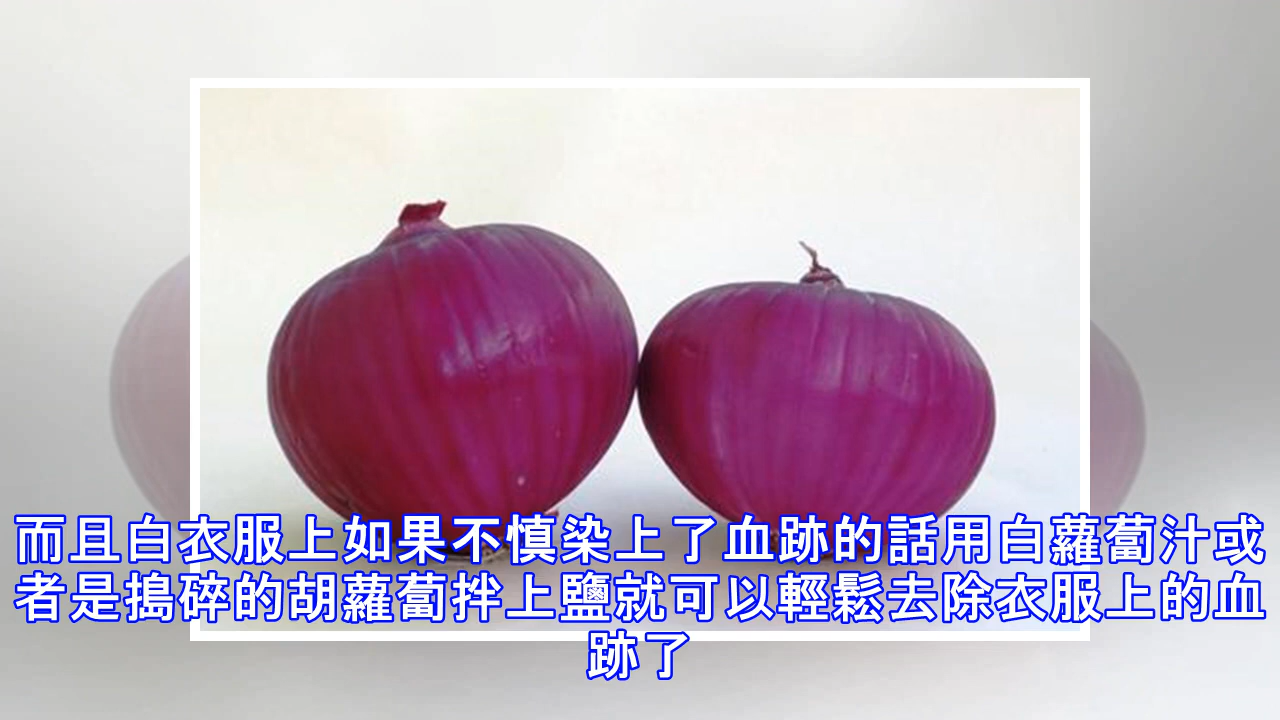 而且白衣服上如果不慎染上了血跡的話用白蘿蔔汁或
者是搗碎的胡蘿蔔拌上鹽就可以輕鬆去除衣服上的血
跡了